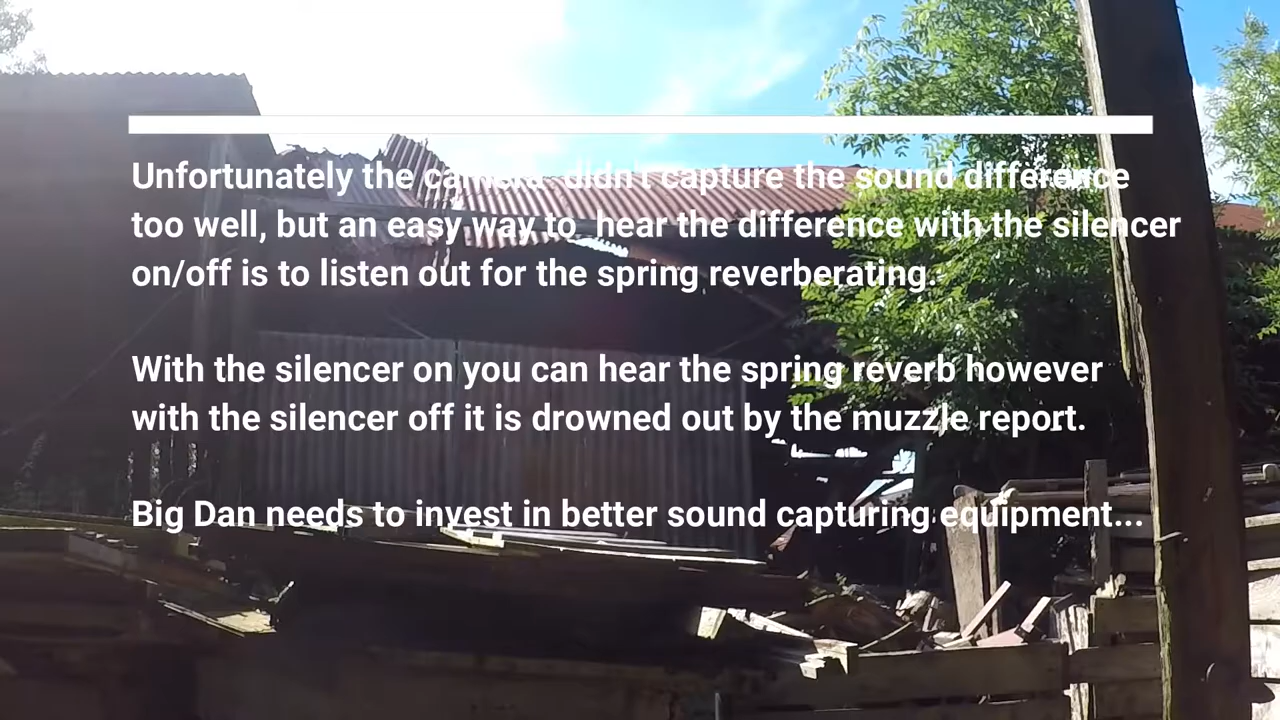 Unfortunately the camera didn't capture the sound difference
too well, but an easy way to hear the difference with the silencer
on/off is to listen out for the spring reverberating.
With the silencer on you can hear the spring reverb however
with the silencer off it is drowned out by the muzzle report.
Big Dan needs to invest in better sound capturing equipment...